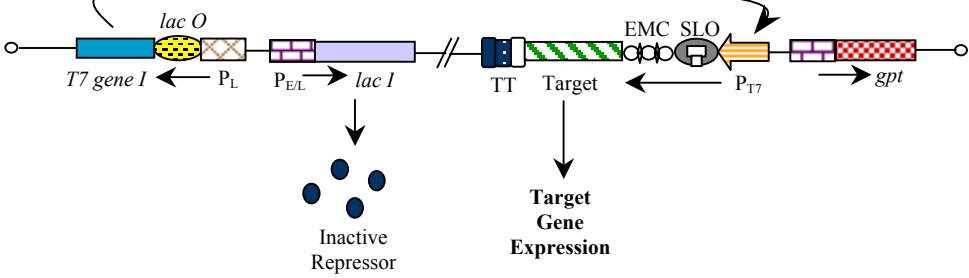 lac O
EMC SLO
T7 gene I
P_L
P_E/L
lac I
TT
Target
P_T7
gpt
Inactive
Repressor
Target
Gene
Expression